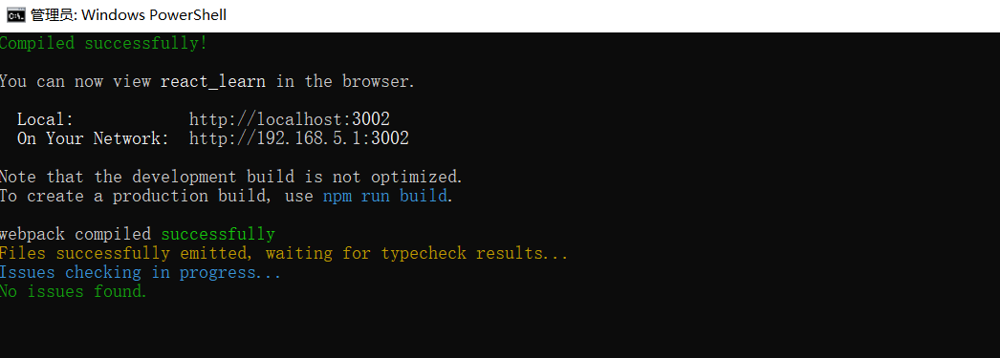 管理员: Windows PowerShell
Compiled successfully!
You can now view react_learn in the browser.
Local: http://localhost:3002
On Your Network: http://192.168.5.1:3002
Note that the development build is not optimized.
To create a production build, use npm run build.
webpack compiled successfully
Files successfully emitted, waiting for typecheck results...
Issues checking in progress...
No issues found.